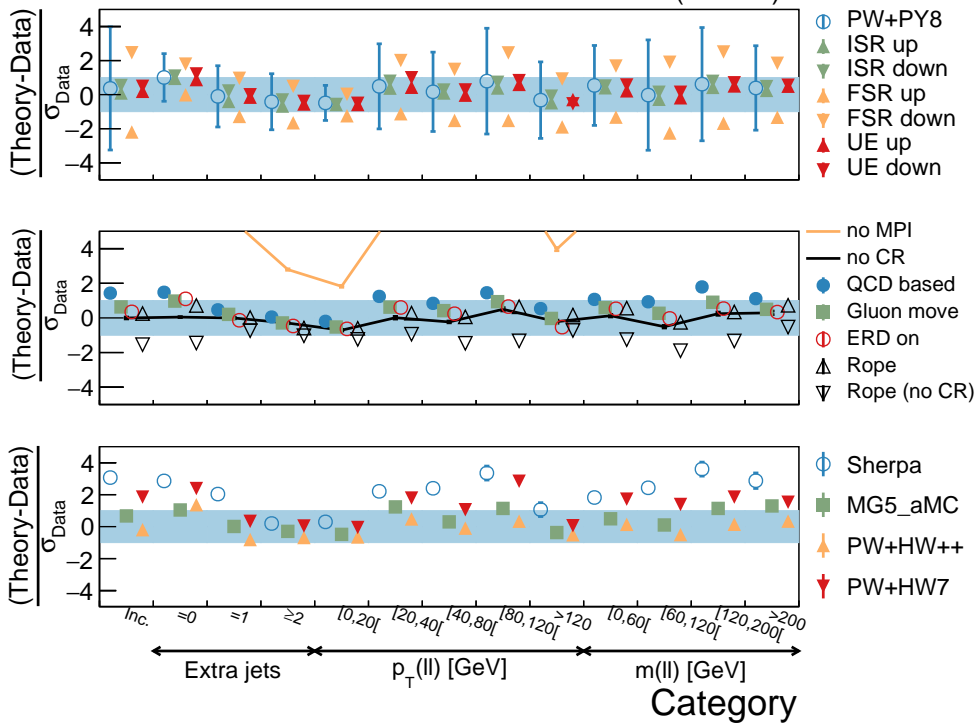 4
2
0
−2
−4
(Theory-Data)
σData
PW+PY8
ISR up
ISR down
FSR up
FSR down
UE up
UE down
4
2
0
−2
−4
(Theory-Data)
σData
no MPI
no CR
QCD based
Gluon move
ERD on
Rope
Rope (no CR)
4
2
0
−2
−4
(Theory-Data)
σData
Sherpa
MG5_aMC
PW+HW++
PW+HW7
Inc. =0 =1 ≥2 [0,20[ [20,40[ [40,80[ [80,120[ >120 [0,60[ [60,120[ [120,200[ >200
Extra jets pT(ll) [GeV] m(ll) [GeV]
Category